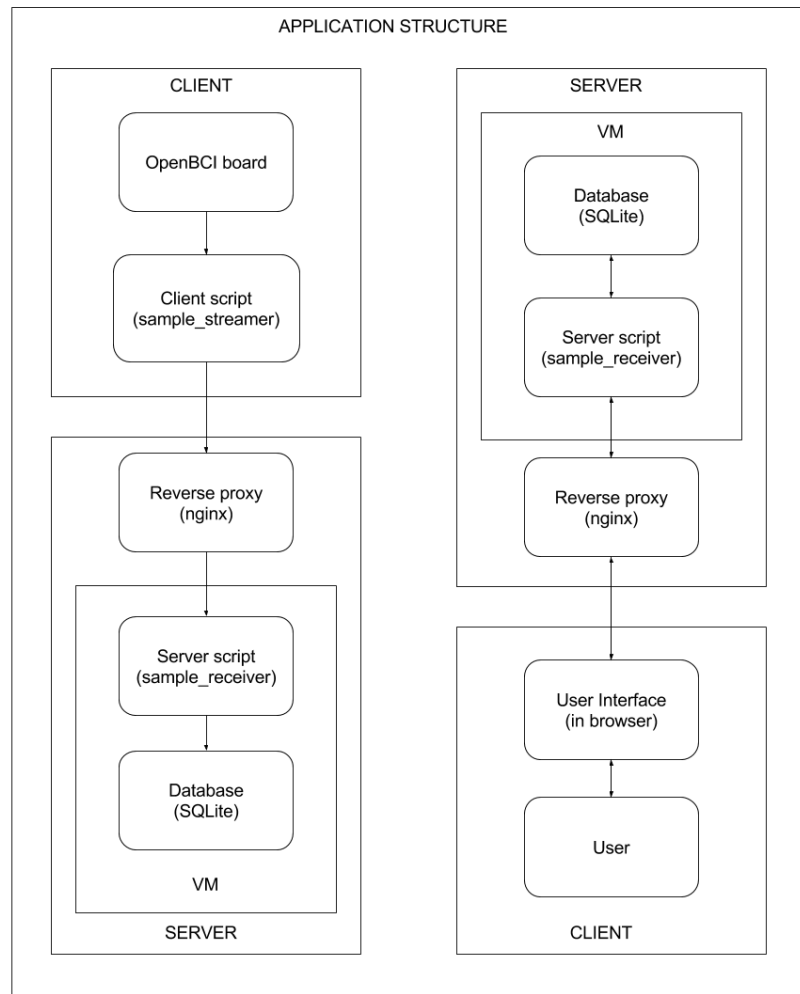 APPLICATION STRUCTURE
CLIENT
OpenBCI board
Client script
(sample_streamer)
Reverse proxy
(nginx)
Server script
(sample_receiver)
Database
(SQLite)
VM
SERVER
SERVER
VM
Database
(SQLite)
Server script
(sample_receiver)
Reverse proxy
(nginx)
User Interface
(in browser)
User
CLIENT